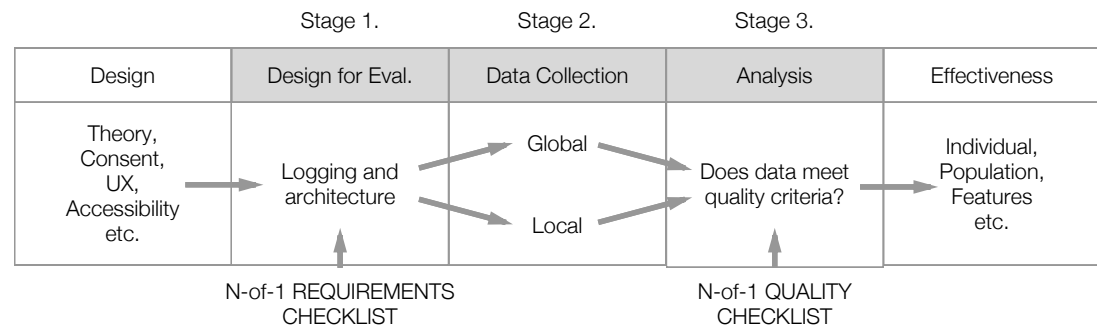 Stage 1.
Stage 2.
Stage 3.
Design
Design for Eval.
Data Collection
Analysis
Effectiveness
Theory,
Consent,
UX,
Accessibility
etc.
Logging and
architecture
Global
Local
Does data meet
quality criteria?
Individual,
Population,
Features
etc.
N-of-1 REQUIREMENTS
CHECKLIST
N-of-1 QUALITY
CHECKLIST